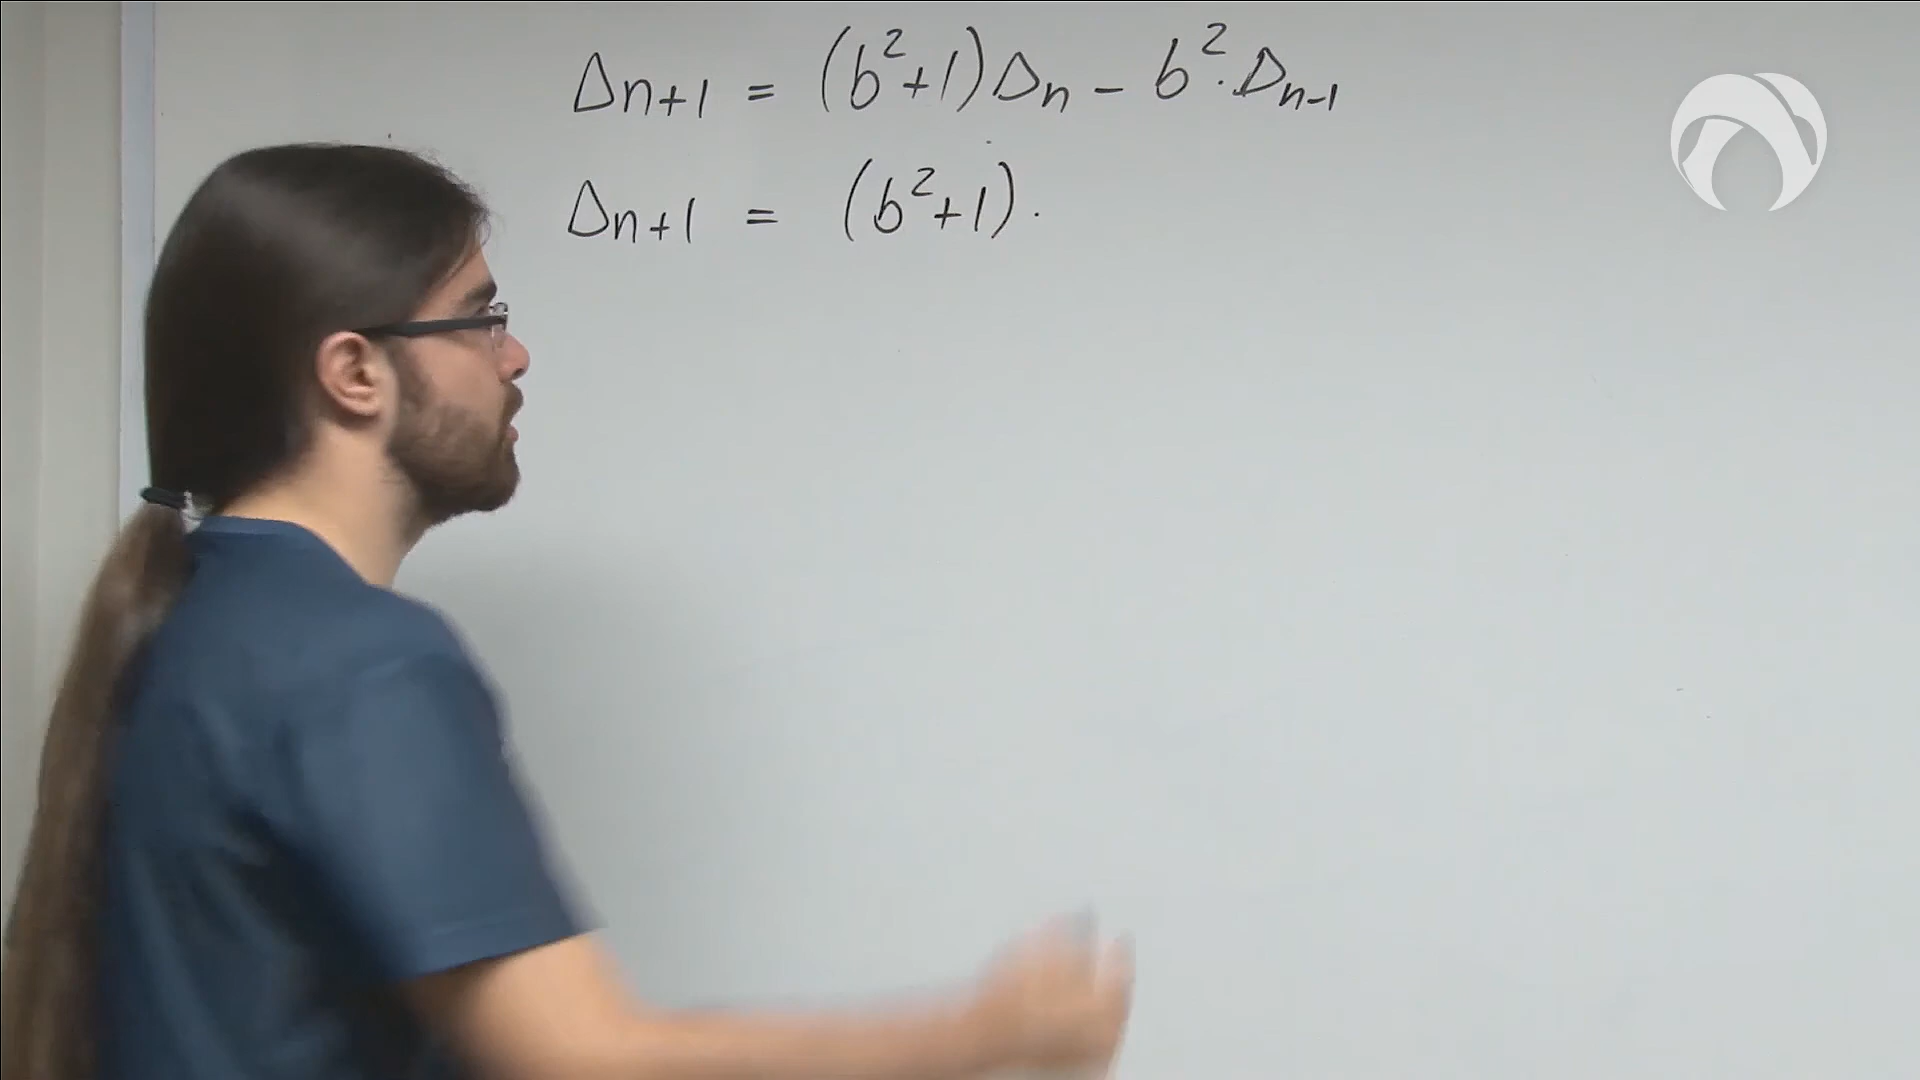 Δn+1 = (b²+1)Δn − b²·Δn-1
Δn+1 = (b²+1)·